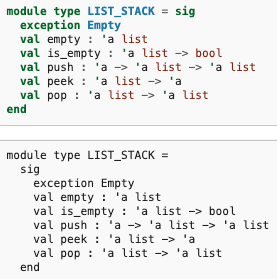 module type LIST_STACK = sig
  exception Empty
  val empty : 'a list
  val is_empty : 'a list -> bool
  val push : 'a -> 'a list -> 'a list
  val peek : 'a list -> 'a
  val pop : 'a list -> 'a list
end
module type LIST_STACK =
  sig
    exception Empty
    val empty : 'a list
    val is_empty : 'a list -> bool
    val push : 'a -> 'a list -> 'a list
    val peek : 'a list -> 'a
    val pop : 'a list -> 'a list
  end